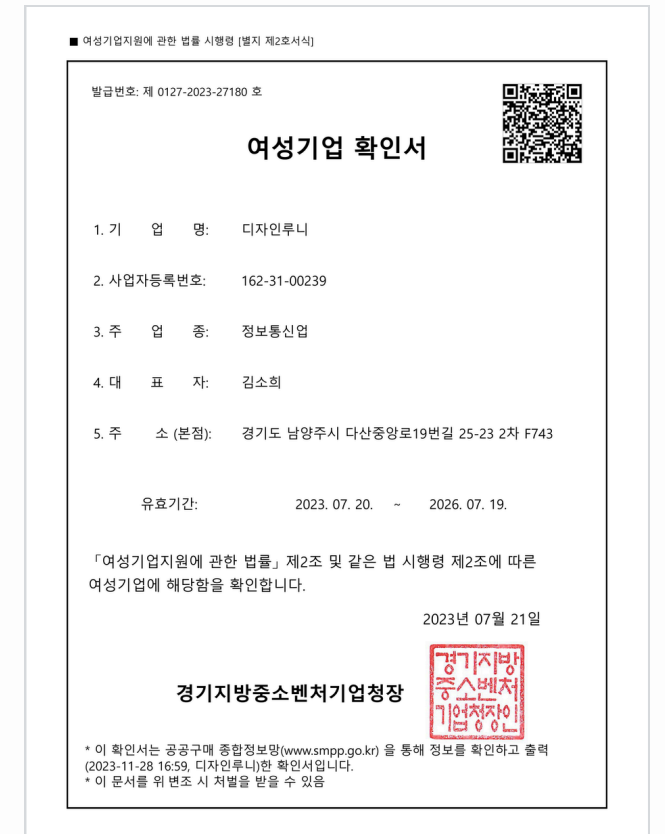 ■ 여성기업지원에 관한 법률 시행령 [별지 제2호서식]
발급번호: 제 0127-2023-27180 호
여성기업 확인서
1. 기 업 명: 디자인루니
2. 사업자등록번호: 162-31-00239
3. 주 업 종: 정보통신업
4. 대 표 자: 김소희
5. 주 소 (본점): 경기도 남양주시 다산중앙로19번길 25-23 2차 F743
유효기간: 2023. 07. 20. ~ 2026. 07. 19.
「여성기업지원에 관한 법률」제2조 및 같은 법 시행령 제2조에 따른
여성기업에 해당함을 확인합니다.
2023년 07월 21일
경기지방중소벤처기업청장
경기지방
중소벤처
기업청장인
* 이 확인서는 공공구매 종합정보망(www.smpp.go.kr) 을 통해 정보를 확인하고 출력
(2023-11-28 16:59, 디자인루니)한 확인서입니다.
* 이 문서를 위 변조 시 처벌을 받을 수 있음